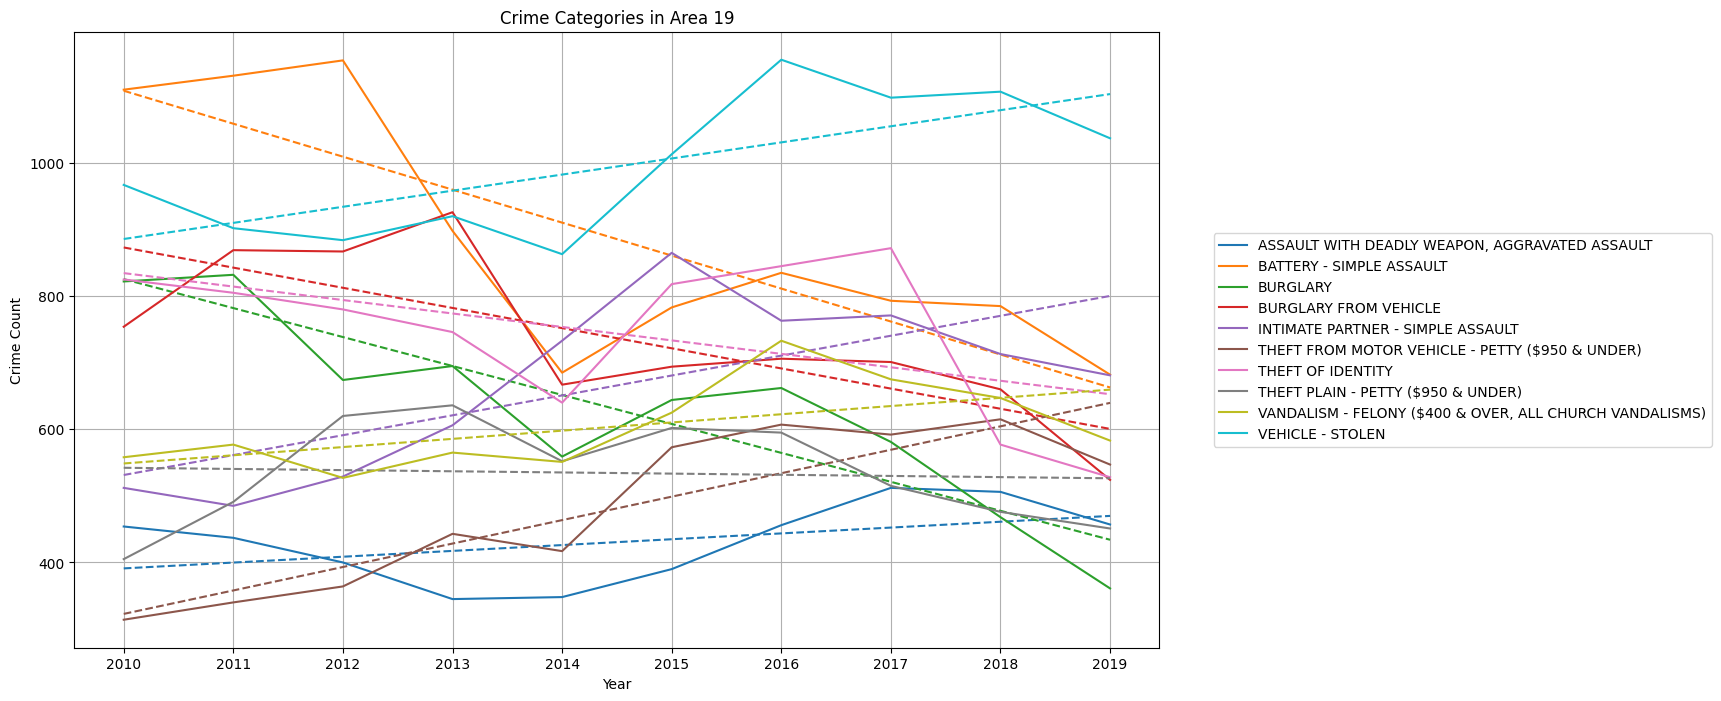 Crime Categories in Area 19
Crime Count
1000
800
600
400
2010 2011 2012 2013 2014 2015 2016 2017 2018 2019
Year
ASSAULT WITH DEADLY WEAPON, AGGRAVATED ASSAULT
BATTERY - SIMPLE ASSAULT
BURGLARY
BURGLARY FROM VEHICLE
INTIMATE PARTNER - SIMPLE ASSAULT
THEFT FROM MOTOR VEHICLE - PETTY ($950 & UNDER)
THEFT OF IDENTITY
THEFT PLAIN - PETTY ($950 & UNDER)
VANDALISM - FELONY ($400 & OVER, ALL CHURCH VANDALISMS)
VEHICLE - STOLEN